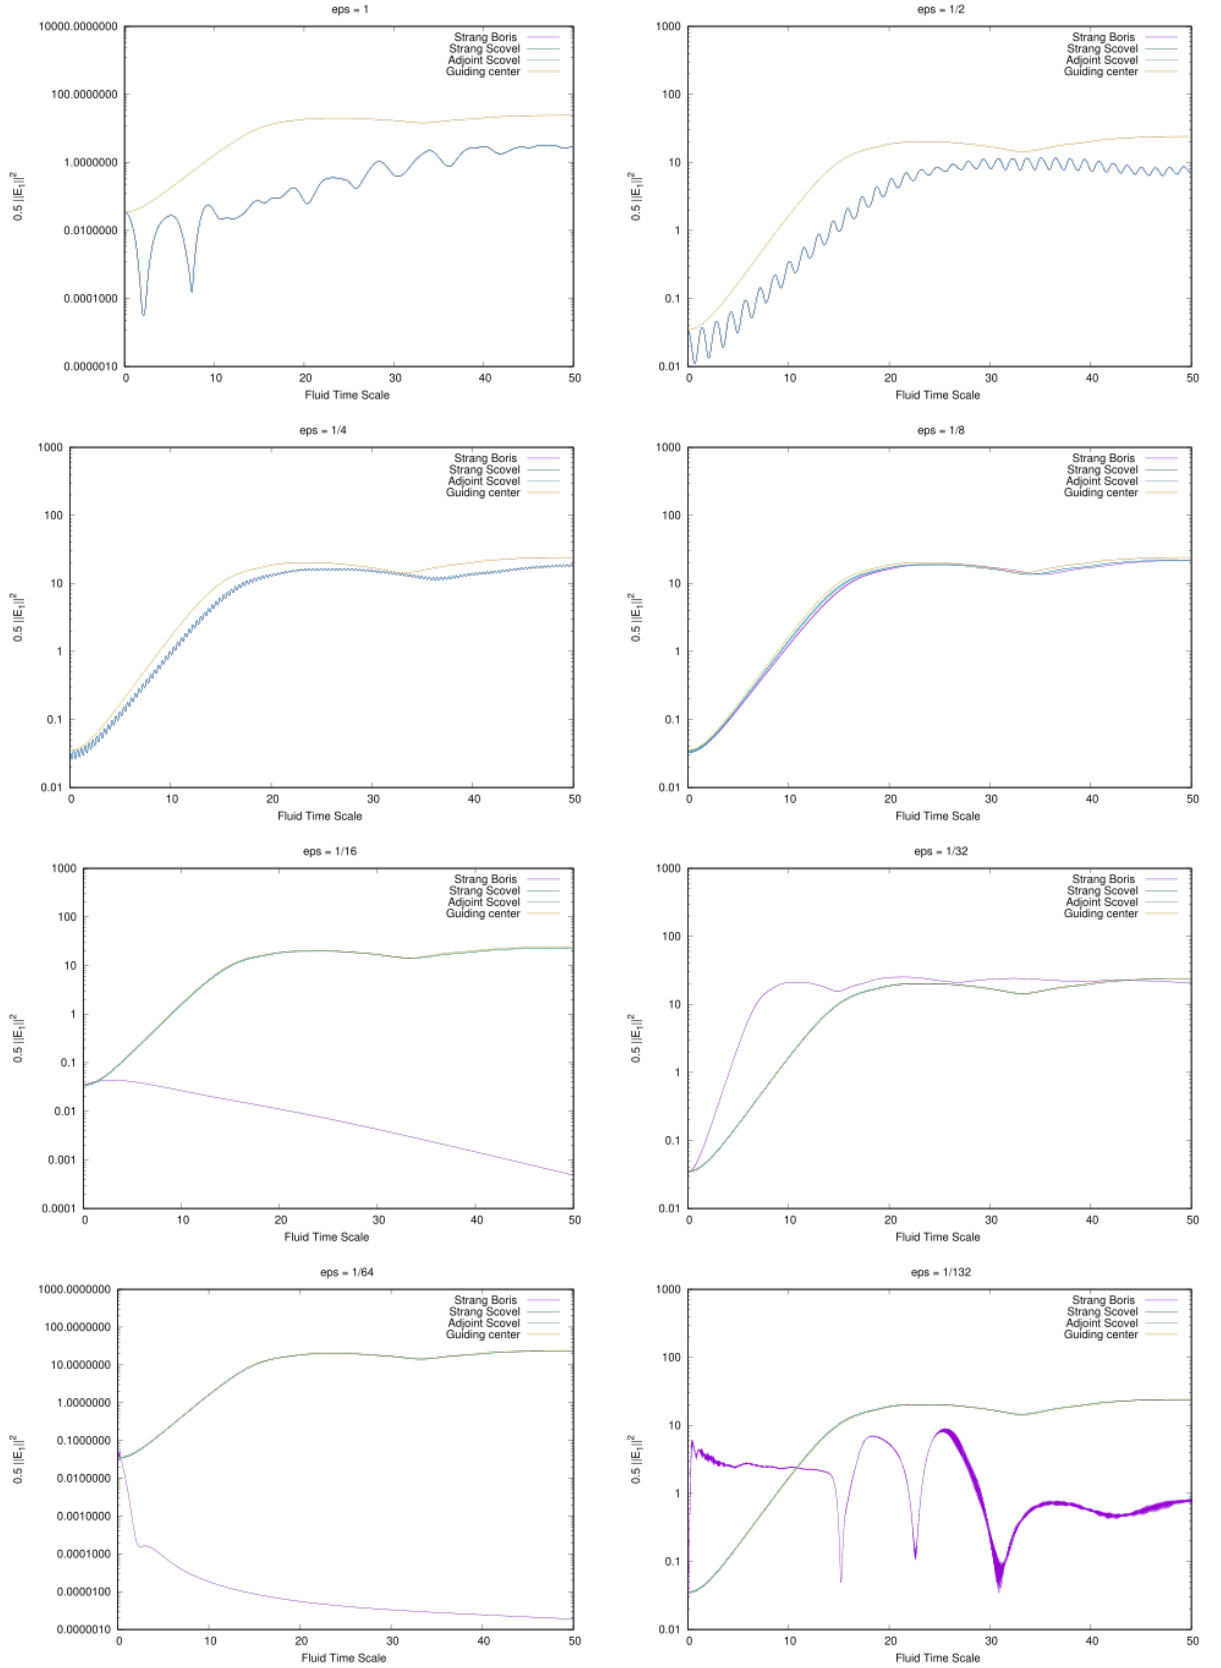 eps = 1
10000.0000000
100.0000000
1.0000000
0.0100000
0.0001000
0.0000010
0.5 ||E₁||²
Strang Boris
Strang Scovel
Adjoint Scovel
Guiding center
0 10 20 30 40 50
Fluid Time Scale
eps = 1/2
1000
100
10
1
0.1
0.01
0.5 ||E₁||²
Strang Boris
Strang Scovel
Adjoint Scovel
Guiding center
0 10 20 30 40 50
Fluid Time Scale
eps = 1/4
1000
100
10
1
0.1
0.01
0.5 ||E₁||²
Strang Boris
Strang Scovel
Adjoint Scovel
Guiding center
0 10 20 30 40 50
Fluid Time Scale
eps = 1/8
1000
100
10
1
0.1
0.01
0.5 ||E₁||²
Strang Boris
Strang Scovel
Adjoint Scovel
Guiding center
0 10 20 30 40 50
Fluid Time Scale
eps = 1/16
1000
100
10
1
0.1
0.01
0.001
0.0001
0.5 ||E₁||²
Strang Boris
Strang Scovel
Adjoint Scovel
Guiding center
0 10 20 30 40 50
Fluid Time Scale
eps = 1/32
1000
100
10
1
0.1
0.01
0.5 ||E₁||²
Strang Boris
Strang Scovel
Adjoint Scovel
Guiding center
0 10 20 30 40 50
Fluid Time Scale
eps = 1/64
1000.0000000
100.0000000
10.0000000
1.0000000
0.1000000
0.0100000
0.0010000
0.0001000
0.0000100
0.0000010
0.5 ||E₁||²
Strang Boris
Strang Scovel
Adjoint Scovel
Guiding center
0 10 20 30 40 50
Fluid Time Scale
eps = 1/132
1000
100
10
1
0.1
0.01
0.5 ||E₁||²
Strang Boris
Strang Scovel
Adjoint Scovel
Guiding center
0 10 20 30 40 50
Fluid Time Scale